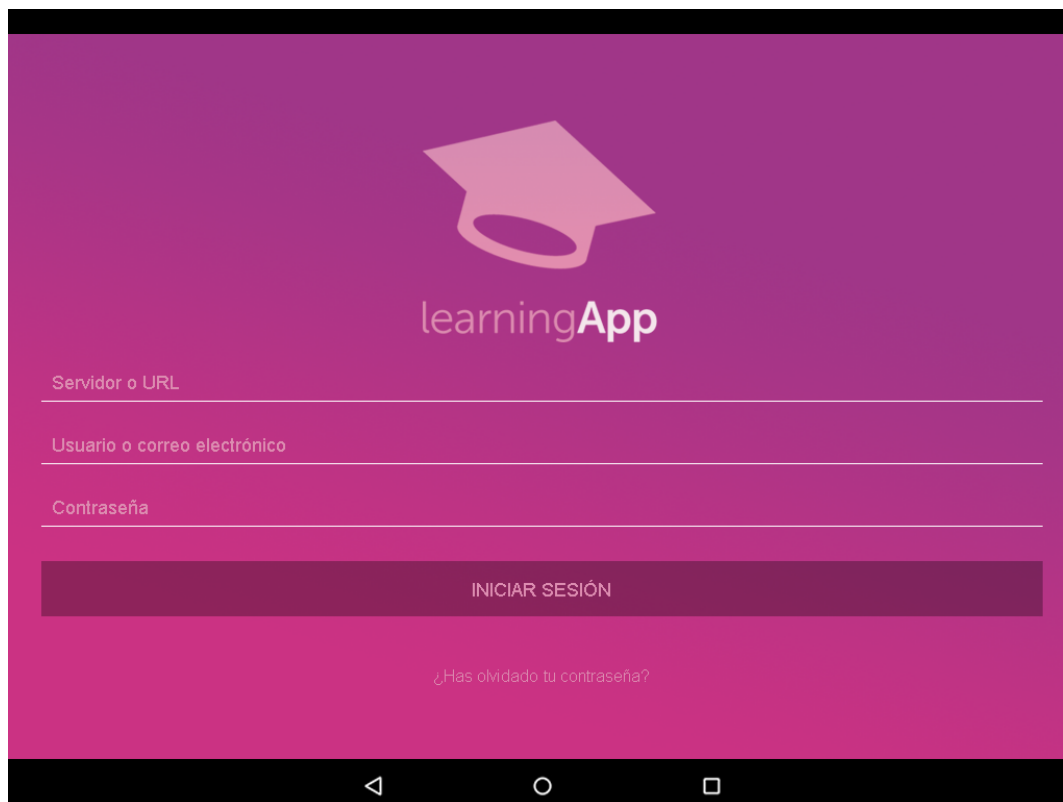 learningApp
Servidor o URL
Usuario o correo electrónico
Contraseña
INICIAR SESIÓN
¿Has olvidado tu contraseña?